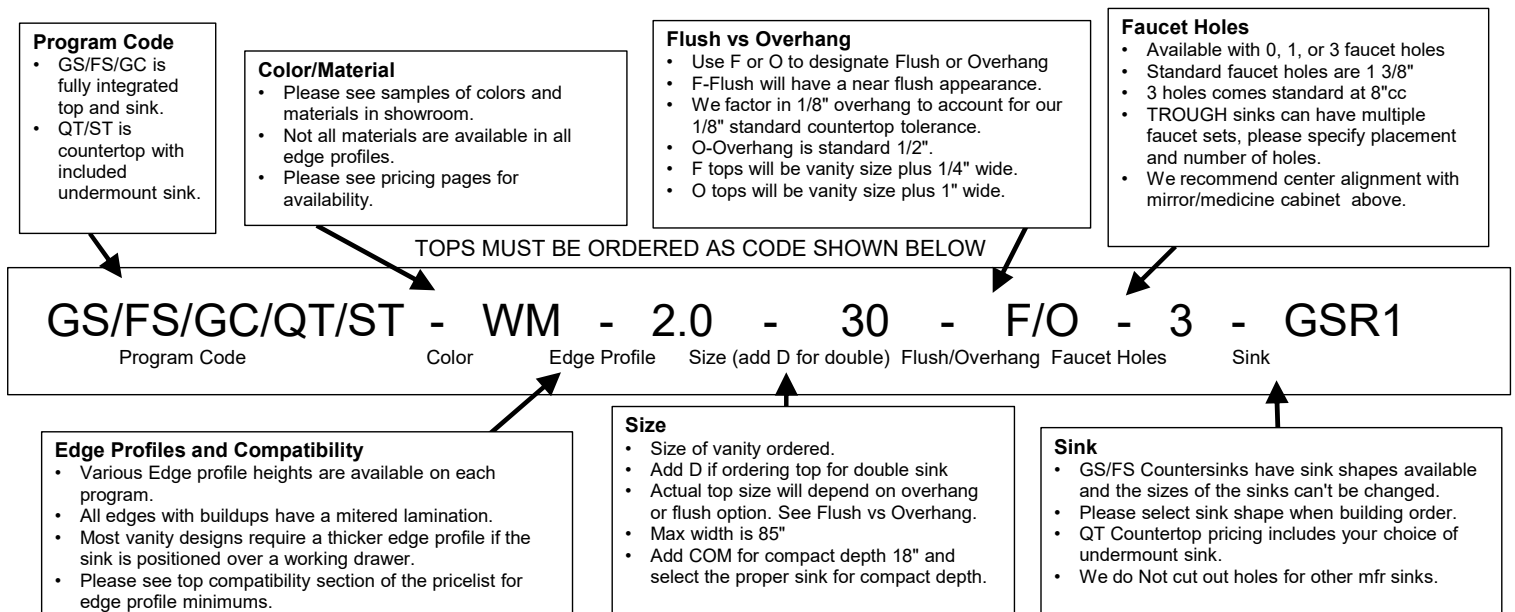 Program Code
• GS/FS/GC is
fully integrated
top and sink.
• QT/ST is
countertop with
included
undermount sink.
Color/Material
• Please see samples of colors and
materials in showroom.
• Not all materials are available in all
edge profiles.
• Please see pricing pages for
availability.
Flush vs Overhang
• Use F or O to designate Flush or Overhang
• F-Flush will have a near flush appearance.
• We factor in 1/8" overhang to account for our
1/8" standard countertop tolerance.
• O-Overhang is standard 1/2".
• F tops will be vanity size plus 1/4" wide.
• O tops will be vanity size plus 1" wide.
Faucet Holes
• Available with 0, 1, or 3 faucet holes
• Standard faucet holes are 1 3/8"
• 3 holes comes standard at 8"cc
• TROUGH sinks can have multiple
faucet sets, please specify placement
and number of holes.
• We recommend center alignment with
mirror/medicine cabinet above.
TOPS MUST BE ORDERED AS CODE SHOWN BELOW
GS/FS/GC/QT/ST - WM - 2.0 - 30 - F/O - 3 - GSR1
Program Code Color Edge Profile Size (add D for double) Flush/Overhang Faucet Holes Sink
Edge Profiles and Compatibility
• Various Edge profile heights are available on each
program.
• All edges with buildups have a mitered lamination.
• Most vanity designs require a thicker edge profile if the
sink is positioned over a working drawer.
• Please see top compatibility section of the pricelist for
edge profile minimums.
Size
• Size of vanity ordered.
• Add D if ordering top for double sink
• Actual top size will depend on overhang
or flush option. See Flush vs Overhang.
• Max width is 85"
• Add COM for compact depth 18" and
select the proper sink for compact depth.
Sink
• GS/FS Countersinks have sink shapes available
and the sizes of the sinks can't be changed.
• Please select sink shape when building order.
• QT Countertop pricing includes your choice of
undermount sink.
• We do Not cut out holes for other mfr sinks.